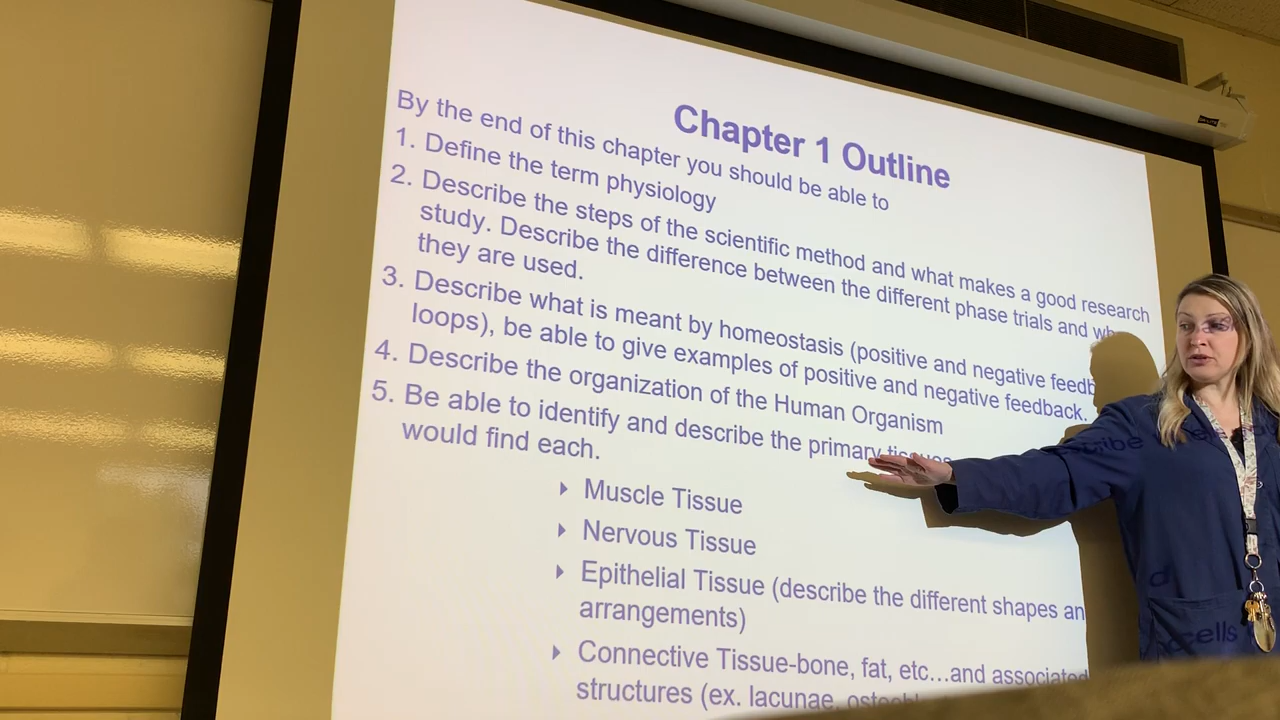 Chapter 1 Outline
By the end of this chapter you should be able to
1. Define the term physiology
2. Describe the steps of the scientific method and what makes a good research
study. Describe the difference between the different phase trials and
they are used.
3. Describe what is meant by homeostasis (positive and negative feedb
loops), be able to give examples of positive and negative feedback.
4. Describe the organization of the Human Organism
5. Be able to identify and describe the primary tissues
would find each.
Muscle Tissue
Nervous Tissue
Epithelial Tissue (describe the different shapes an
arrangements)
Connective Tissue-bone, fat, etc...and associated
structures (ex. lacunae,
cells